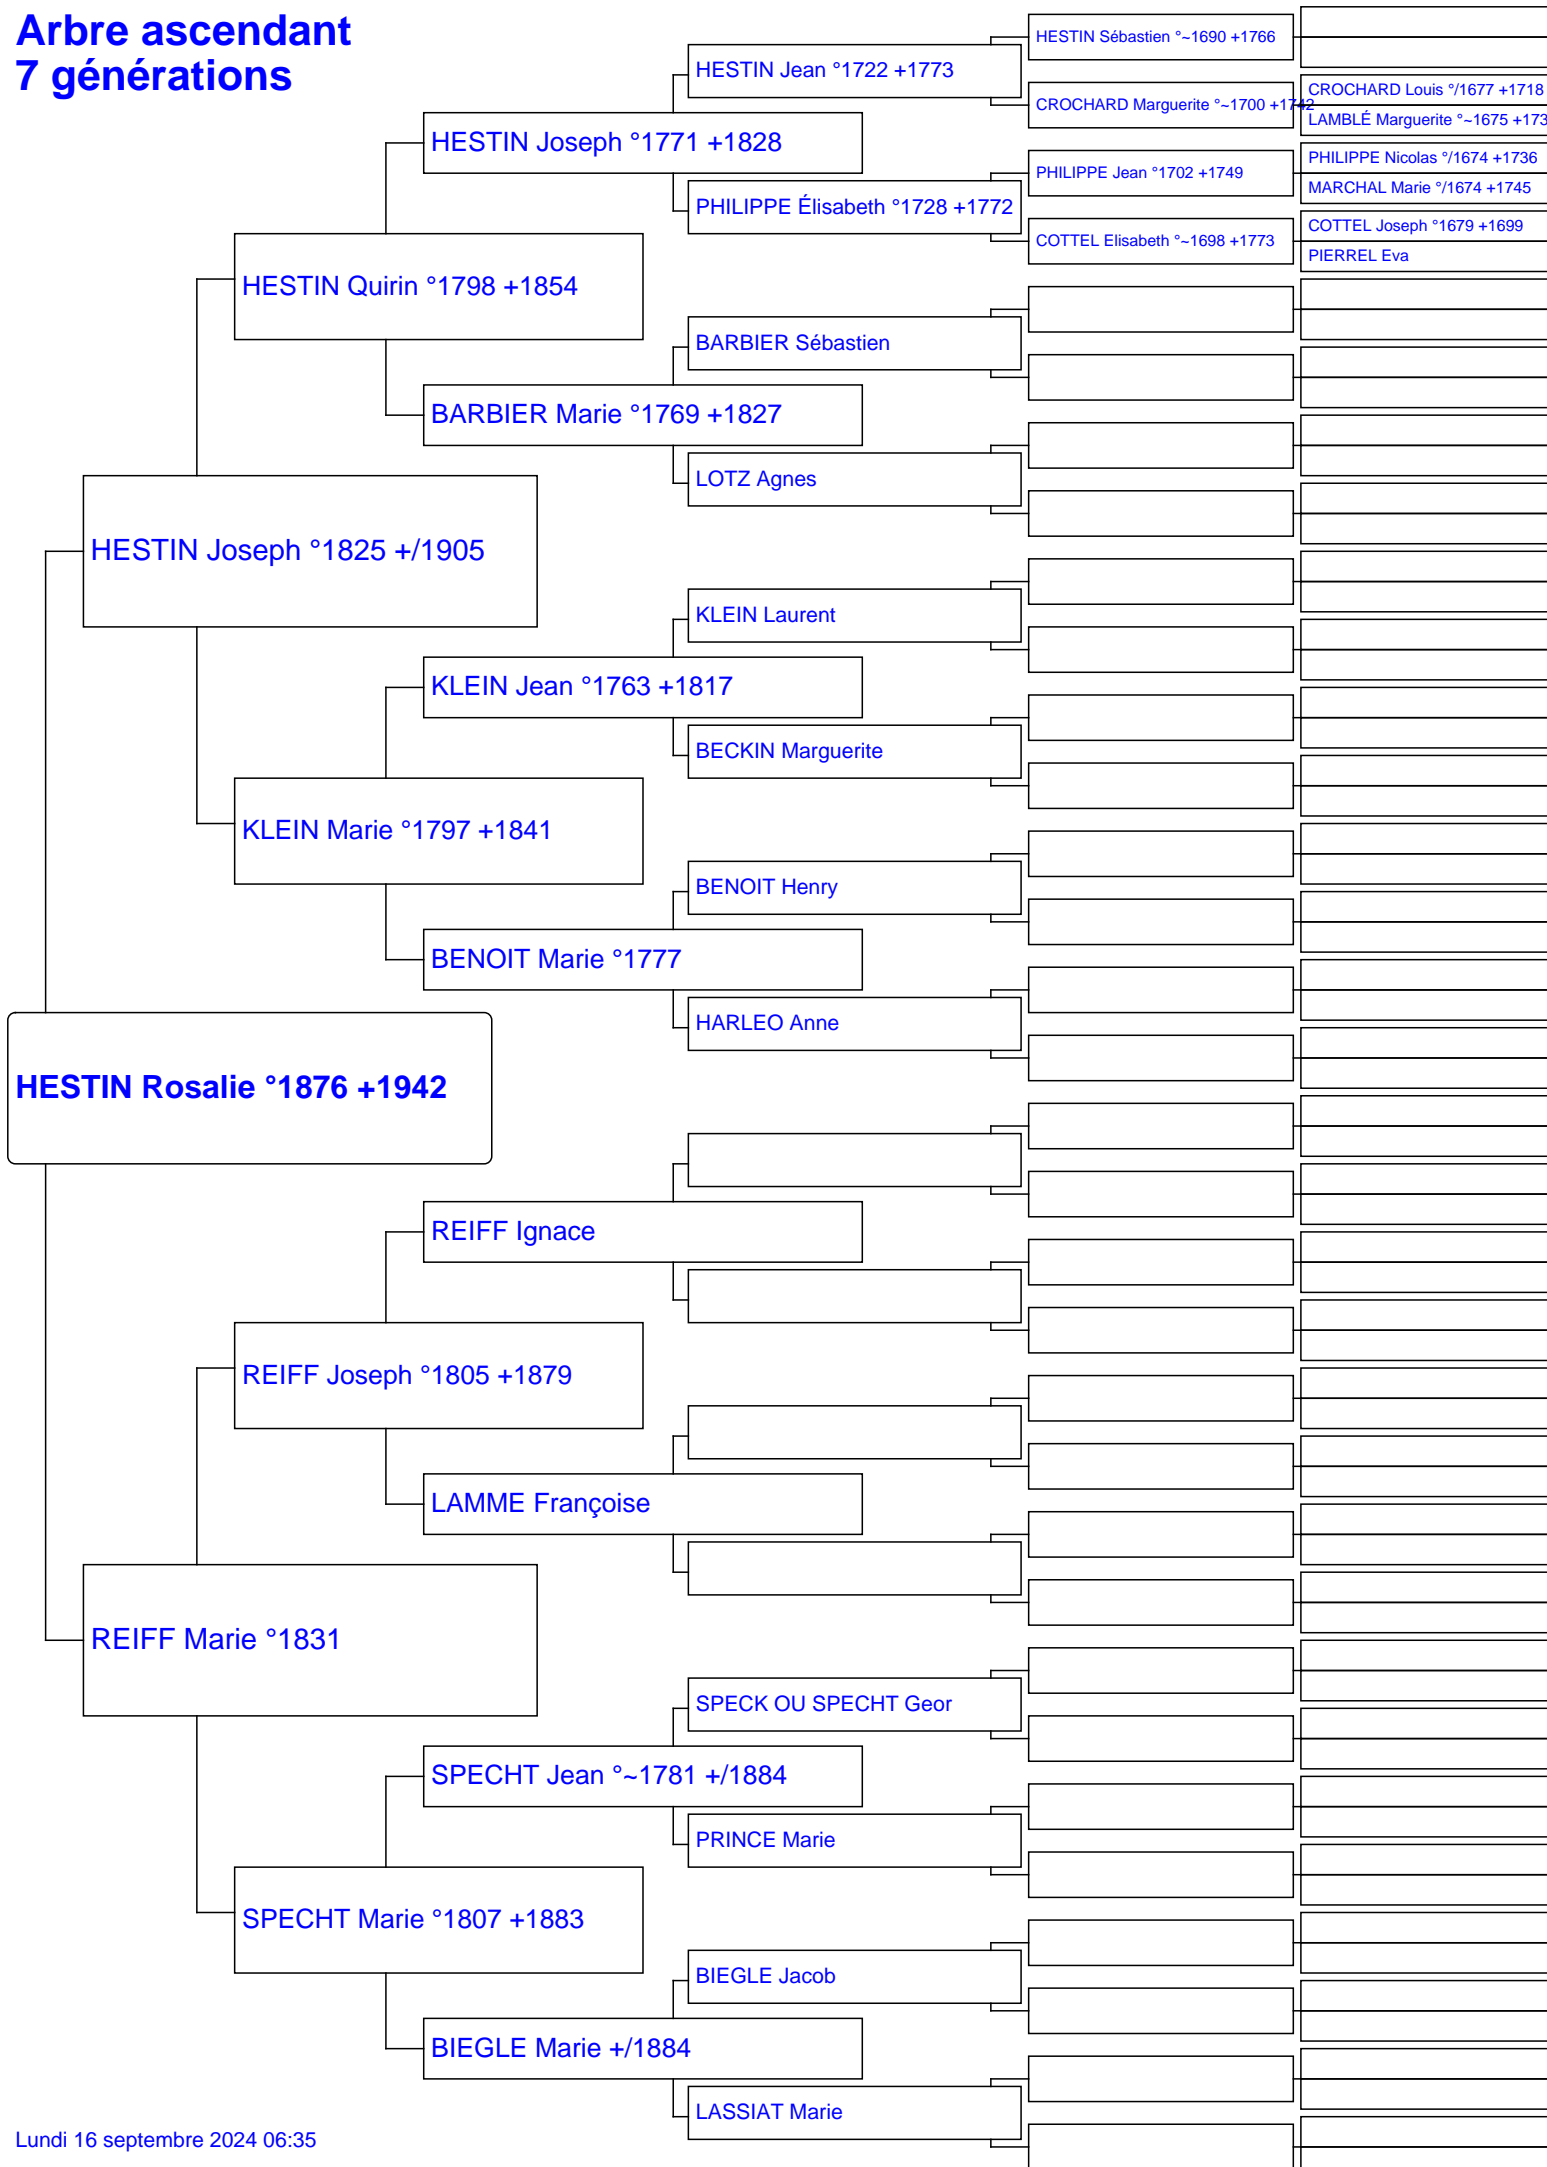 Arbre ascendant
7 générations
HESTIN Rosalie °1876 +1942
HESTIN Joseph °1825 +/1905
REIFF Marie °1831
HESTIN Quirin °1798 +1854
KLEIN Marie °1797 +1841
REIFF Joseph °1805 +1879
SPECHT Marie °1807 +1883
HESTIN Joseph °1771 +1828
BARBIER Marie °1769 +1827
KLEIN Jean °1763 +1817
BENOIT Marie °1777
REIFF Ignace
LAMME Françoise
SPECHT Jean °~1781 +/1884
BIEGLE Marie +/1884
HESTIN Jean °1722 +1773
PHILIPPE Élisabeth °1728 +1772
BARBIER Sébastien
LOTZ Agnes
KLEIN Laurent
BECKIN Marguerite
BENOIT Henry
HARLEO Anne
SPECK OU SPECHT Geor
PRINCE Marie
BIEGLE Jacob
LASSIAT Marie
HESTIN Sébastien °~1690 +1766
CROCHARD Marguerite °~1700 +1742
PHILIPPE Jean °1702 +1749
COTTEL Elisabeth °~1698 +1773
CROCHARD Louis °/1677 +1718
LAMBLÉ Marguerite °~1675 +173
PHILIPPE Nicolas °/1674 +1736
MARCHAL Marie °/1674 +1745
COTTEL Joseph °1679 +1699
PIERREL Eva
Lundi 16 septembre 2024 06:35